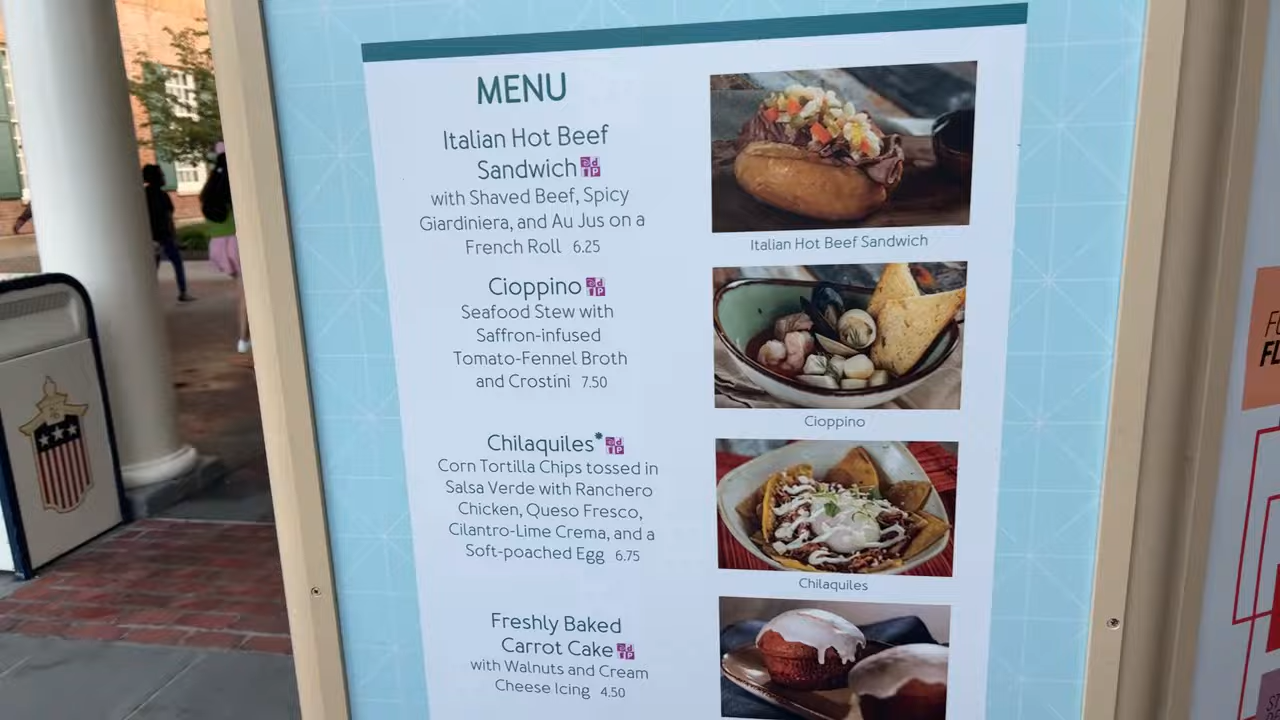 MENU
Italian Hot Beef
Sandwich
with Shaved Beef, Spicy
Giardiniera, and Au Jus on a
French Roll 6.25
Italian Hot Beef Sandwich
Cioppino
Seafood Stew with
Saffron-infused
Tomato-Fennel Broth
and Crostini 7.50
Cioppino
Chilaquiles*
Corn Tortilla Chips tossed in
Salsa Verde with Ranchero
Chicken, Queso Fresco,
Cilantro-Lime Crema, and a
Soft-poached Egg 6.75
Chilaquiles
Freshly Baked
Carrot Cake
with Walnuts and Cream
Cheese Icing 4.50